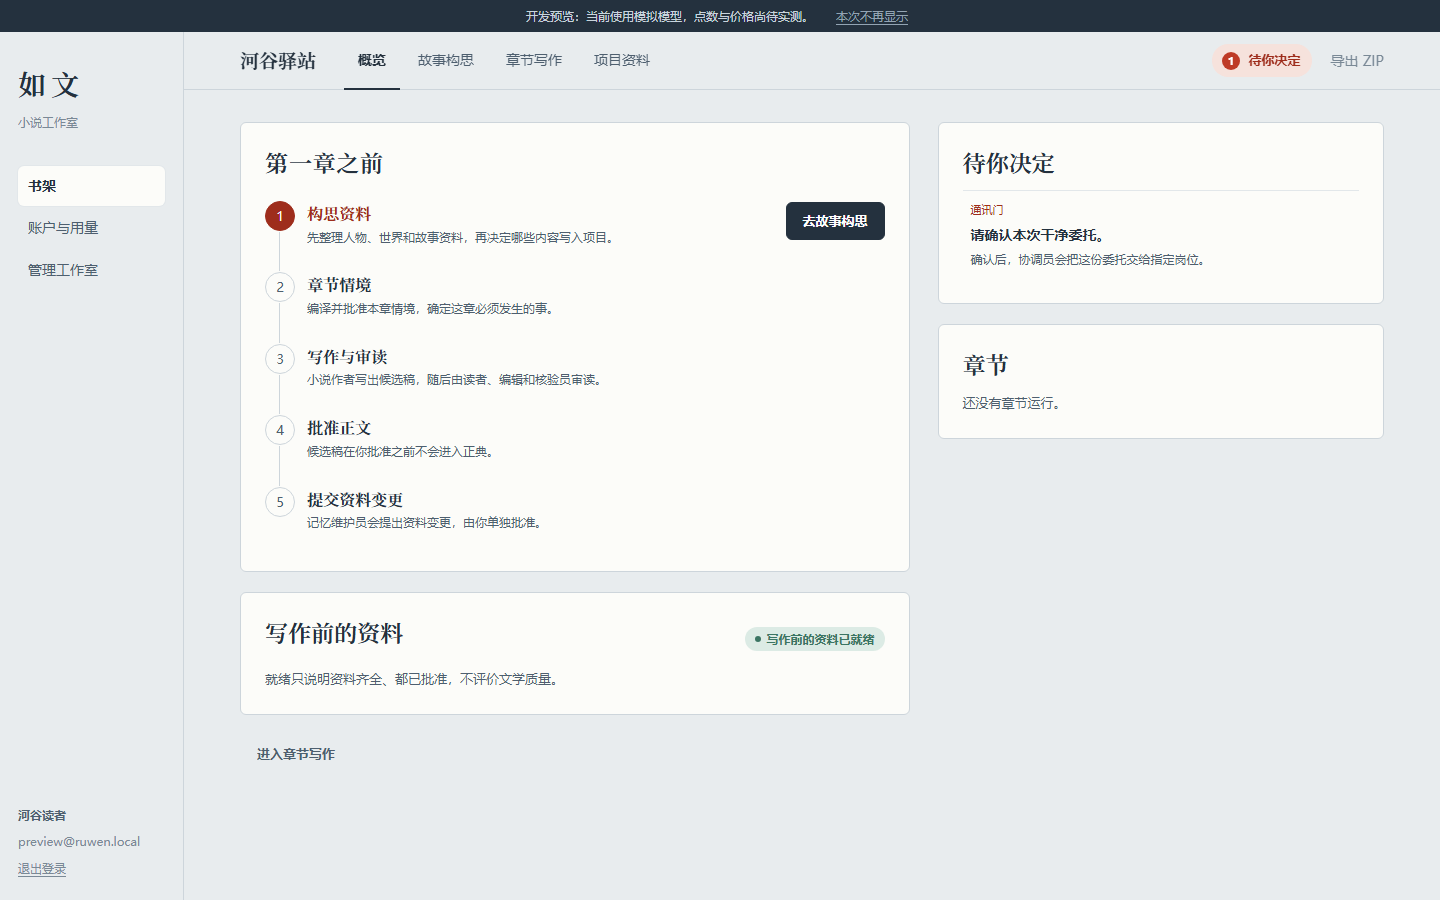 开发预览：当前使用模拟模型，点数与价格尚待实测。 本次不再显示
如文
小说工作室
书架
账户与用量
管理工作室
河谷读者
preview@ruwen.local
退出登录
河谷驿站 概览 故事构思 章节写作 项目资料 1 待你决定 导出 ZIP
第一章之前
1 构思资料
先整理人物、世界和故事资料，再决定哪些内容写入项目。
去故事构思
2 章节情境
编译并批准本章情境，确定这章必须发生的事。
3 写作与审读
小说作者写出候选稿，随后由读者、编辑和核验员审读。
4 批准正文
候选稿在你批准之前不会进入正典。
5 提交资料变更
记忆维护员会提出资料变更，由你单独批准。
写作前的资料
写作前的资料已就绪
就绪只说明资料齐全、都已批准，不评价文学质量。
进入章节写作
待你决定
通讯门
请确认本次干净委托。
确认后，协调员会把这份委托交给指定岗位。
章节
还没有章节运行。